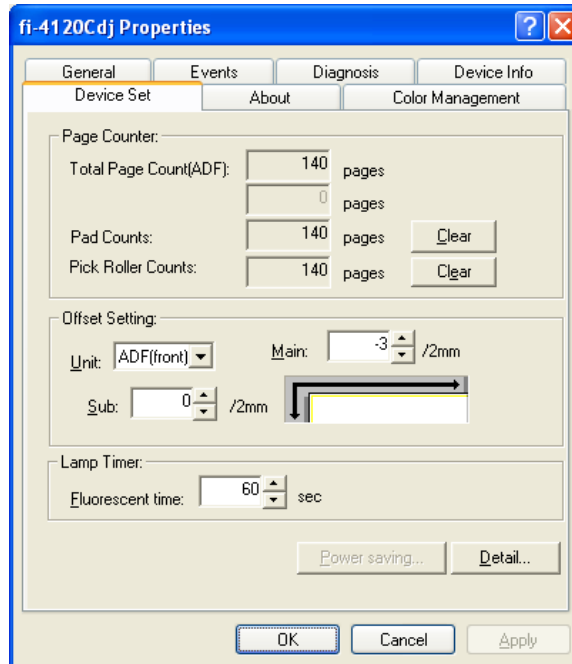 fi-4120Cdj Properties
General Events Diagnosis Device Info
Device Set About Color Management
Page Counter:
Total Page Count(ADF): 140 pages
0 pages
Pad Counts: 140 pages Clear
Pick Roller Counts: 140 pages Clear
Offset Setting:
Unit: ADF(front) Main: -3 /2mm
Sub: 0 /2mm
Lamp Timer:
Fluorescent time: 60 sec
Power saving... Detail...
OK Cancel Apply